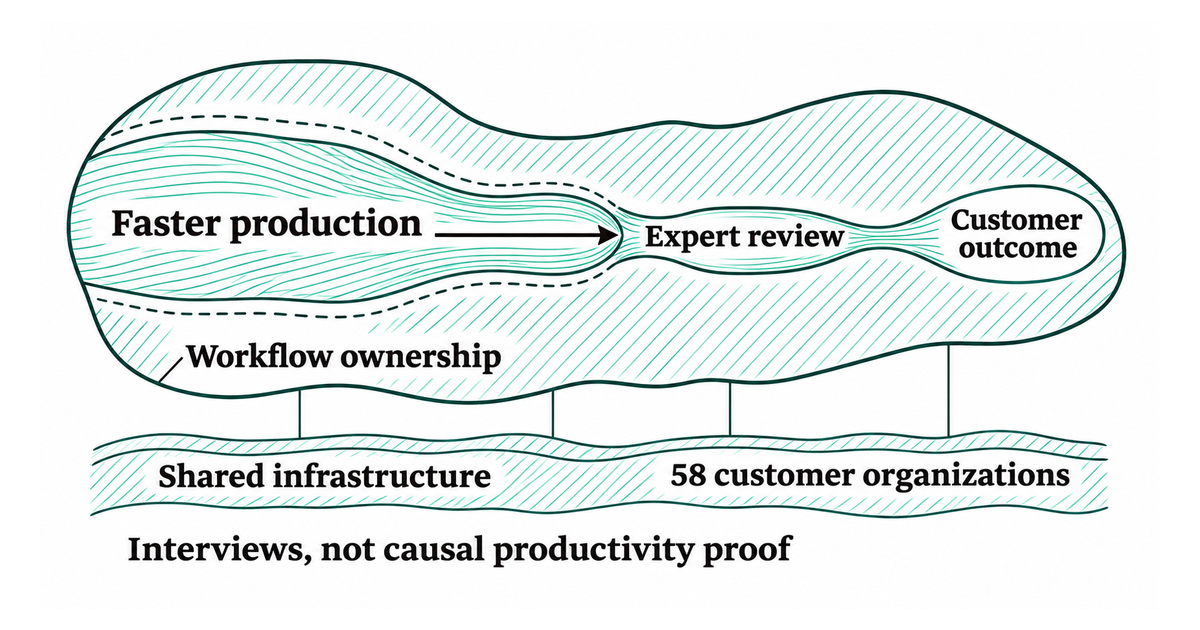 Faster production
Expert review
Customer
outcome
Workflow ownership
Shared infrastructure
58 customer organizations
Interviews, not causal productivity proof